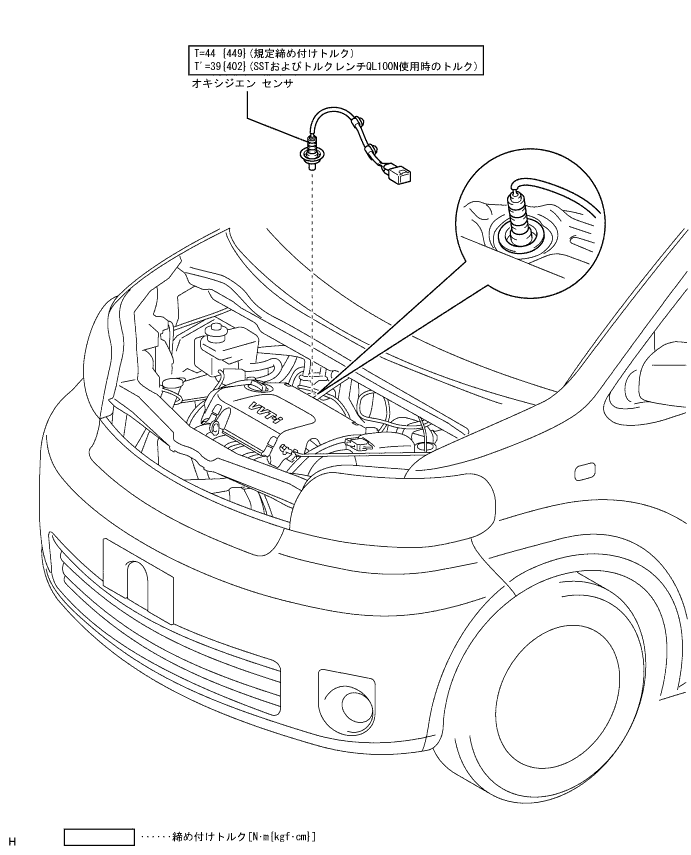 T=44 {449}(規定締め付けトルク)
T'=39{402}(SSTおよびトルクレンチQL100N使用時のトルク)
オキシジエン センサ
VVT-i
H
······締め付けトルク[N·m{kgf·cm}]